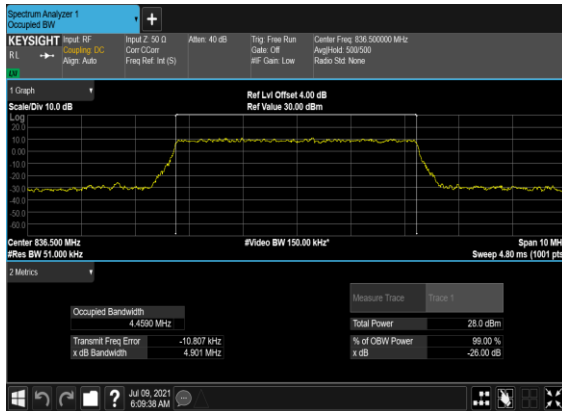 Spectrum Analyzer 1
Occupied BW
KEYSIGHT
RL
Input: RF
Coupling: DC
Align: Auto
Input Z: 50 Ω
Corr CCorr
Freq Ref: Int (S)
Atten: 40 dB
Trig: Free Run
Gate: Off
#IF Gain: Low
Center Freq: 836.500000 MHz
Avg|Hold: 500/500
Radio Std: None
1 Graph
Scale/Div 10.0 dB
Ref Lvl Offset 4.00 dB
Ref Value 30.00 dBm
Log
20.0
10.0
0.00
-10.0
-20.0
-30.0
-40.0
-50.0
-60.0
Center 836.500 MHz
#Video BW 150.00 kHz*
Span 10 MH
#Res BW 51.000 kHz
Sweep 4.80 ms (1001 pts
2 Metrics
Measure Trace
Trace 1
Occupied Bandwidth
4.4590 MHz
Total Power
28.0 dBm
Transmit Freq Error
-10.807 kHz
% of OBW Power
99.00 %
x dB Bandwidth
4.901 MHz
x dB
-26.00 dB
?
Jul 09, 2021
6:09:38 AM